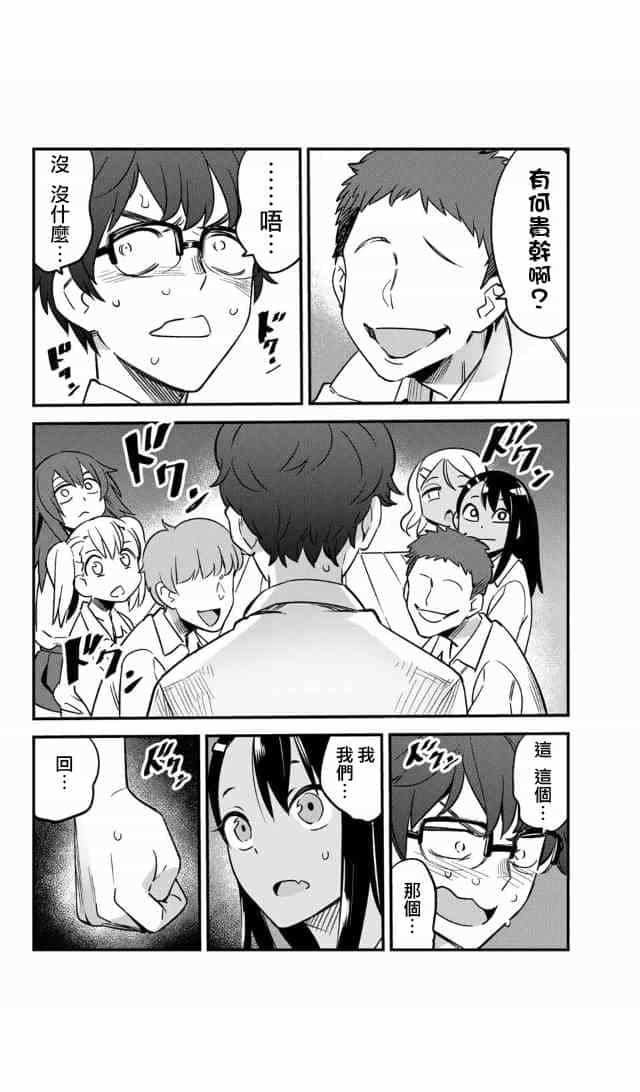 有何貴幹啊？
………唔…
沒 沒什麼…
ドクン
ドクン
ドクン
ドクン
ドクン
ドクン
這 這個…
那個…
ドクン
我 我們…
回…
ドクン